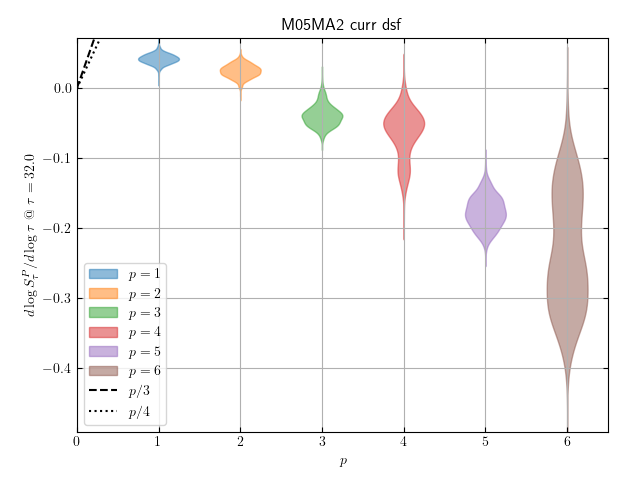 M05MA2 curr dsf
d log S_τ^P / d log τ @ τ = 32.0
0.0
−0.1
−0.2
−0.3
−0.4
p = 1
p = 2
p = 3
p = 4
p = 5
p = 6
p/3
p/4
0 1 2 3 4 5 6
p